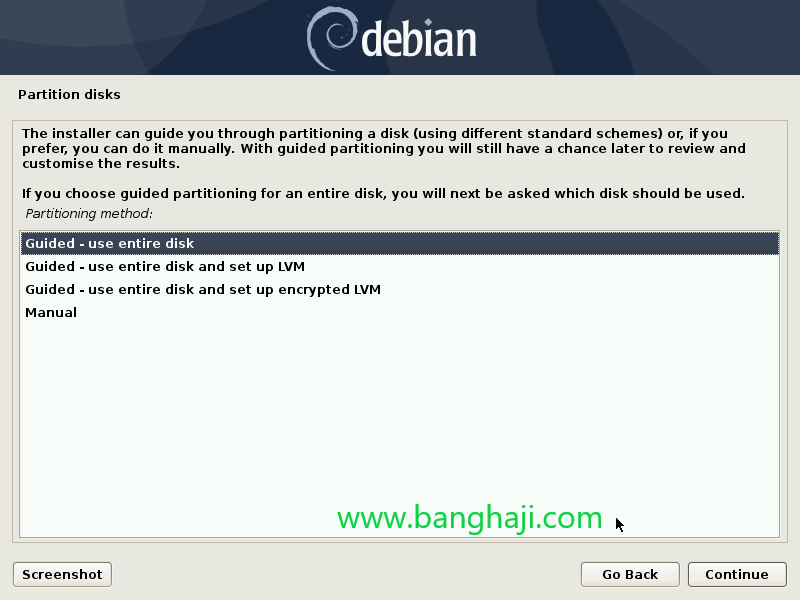 debian
Partition disks
The installer can guide you through partitioning a disk (using different standard schemes) or, if you
prefer, you can do it manually. With guided partitioning you will still have a chance later to review and
customise the results.
If you choose guided partitioning for an entire disk, you will next be asked which disk should be used.
Partitioning method:
Guided - use entire disk
Guided - use entire disk and set up LVM
Guided - use entire disk and set up encrypted LVM
Manual
www.banghaji.com
Screenshot
Go Back
Continue